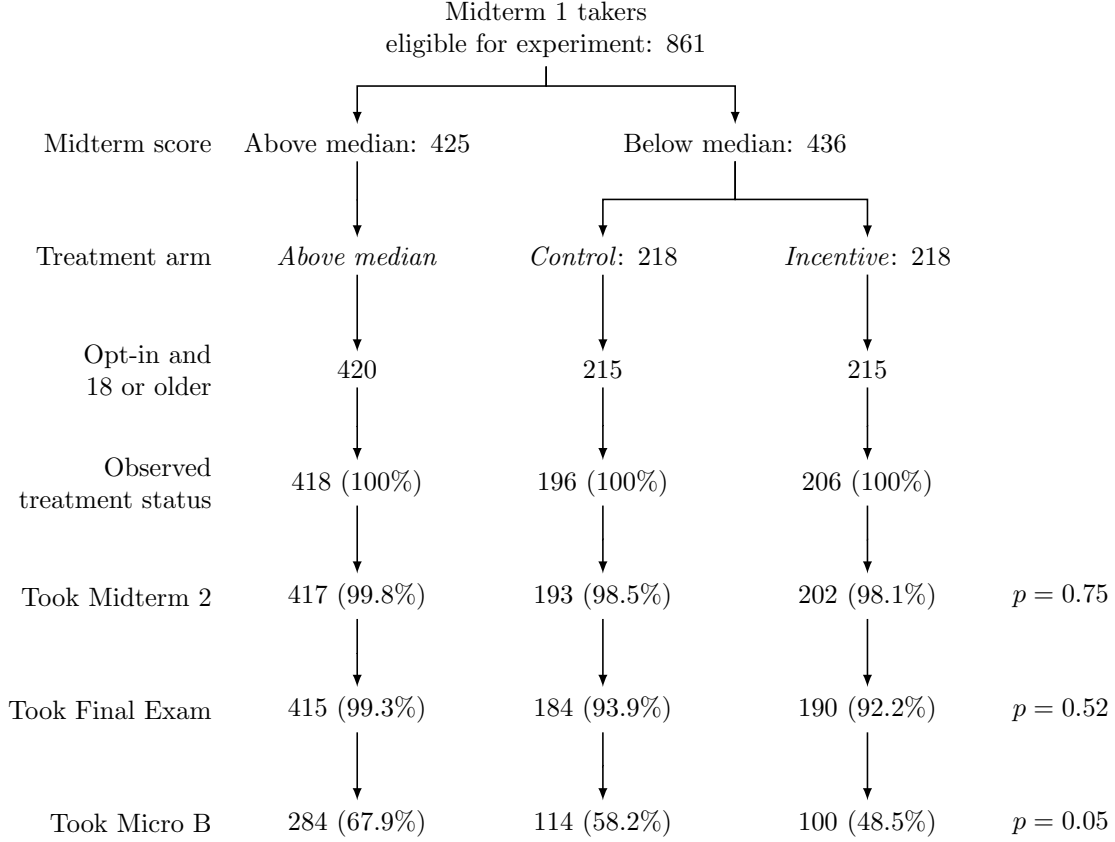 Midterm 1 takers
eligible for experiment: 861
Midterm score Above median: 425 Below median: 436
Treatment arm Above median Control: 218 Incentive: 218
Opt-in and
18 or older 420 215 215
Observed
treatment status 418 (100%) 196 (100%) 206 (100%)
Took Midterm 2 417 (99.8%) 193 (98.5%) 202 (98.1%) p = 0.75
Took Final Exam 415 (99.3%) 184 (93.9%) 190 (92.2%) p = 0.52
Took Micro B 284 (67.9%) 114 (58.2%) 100 (48.5%) p = 0.05